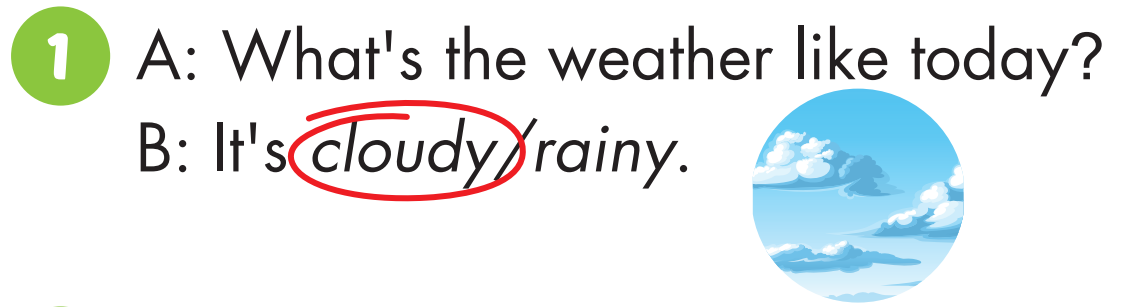 1 A: What's the weather like today?
B: It's cloudy/rainy.